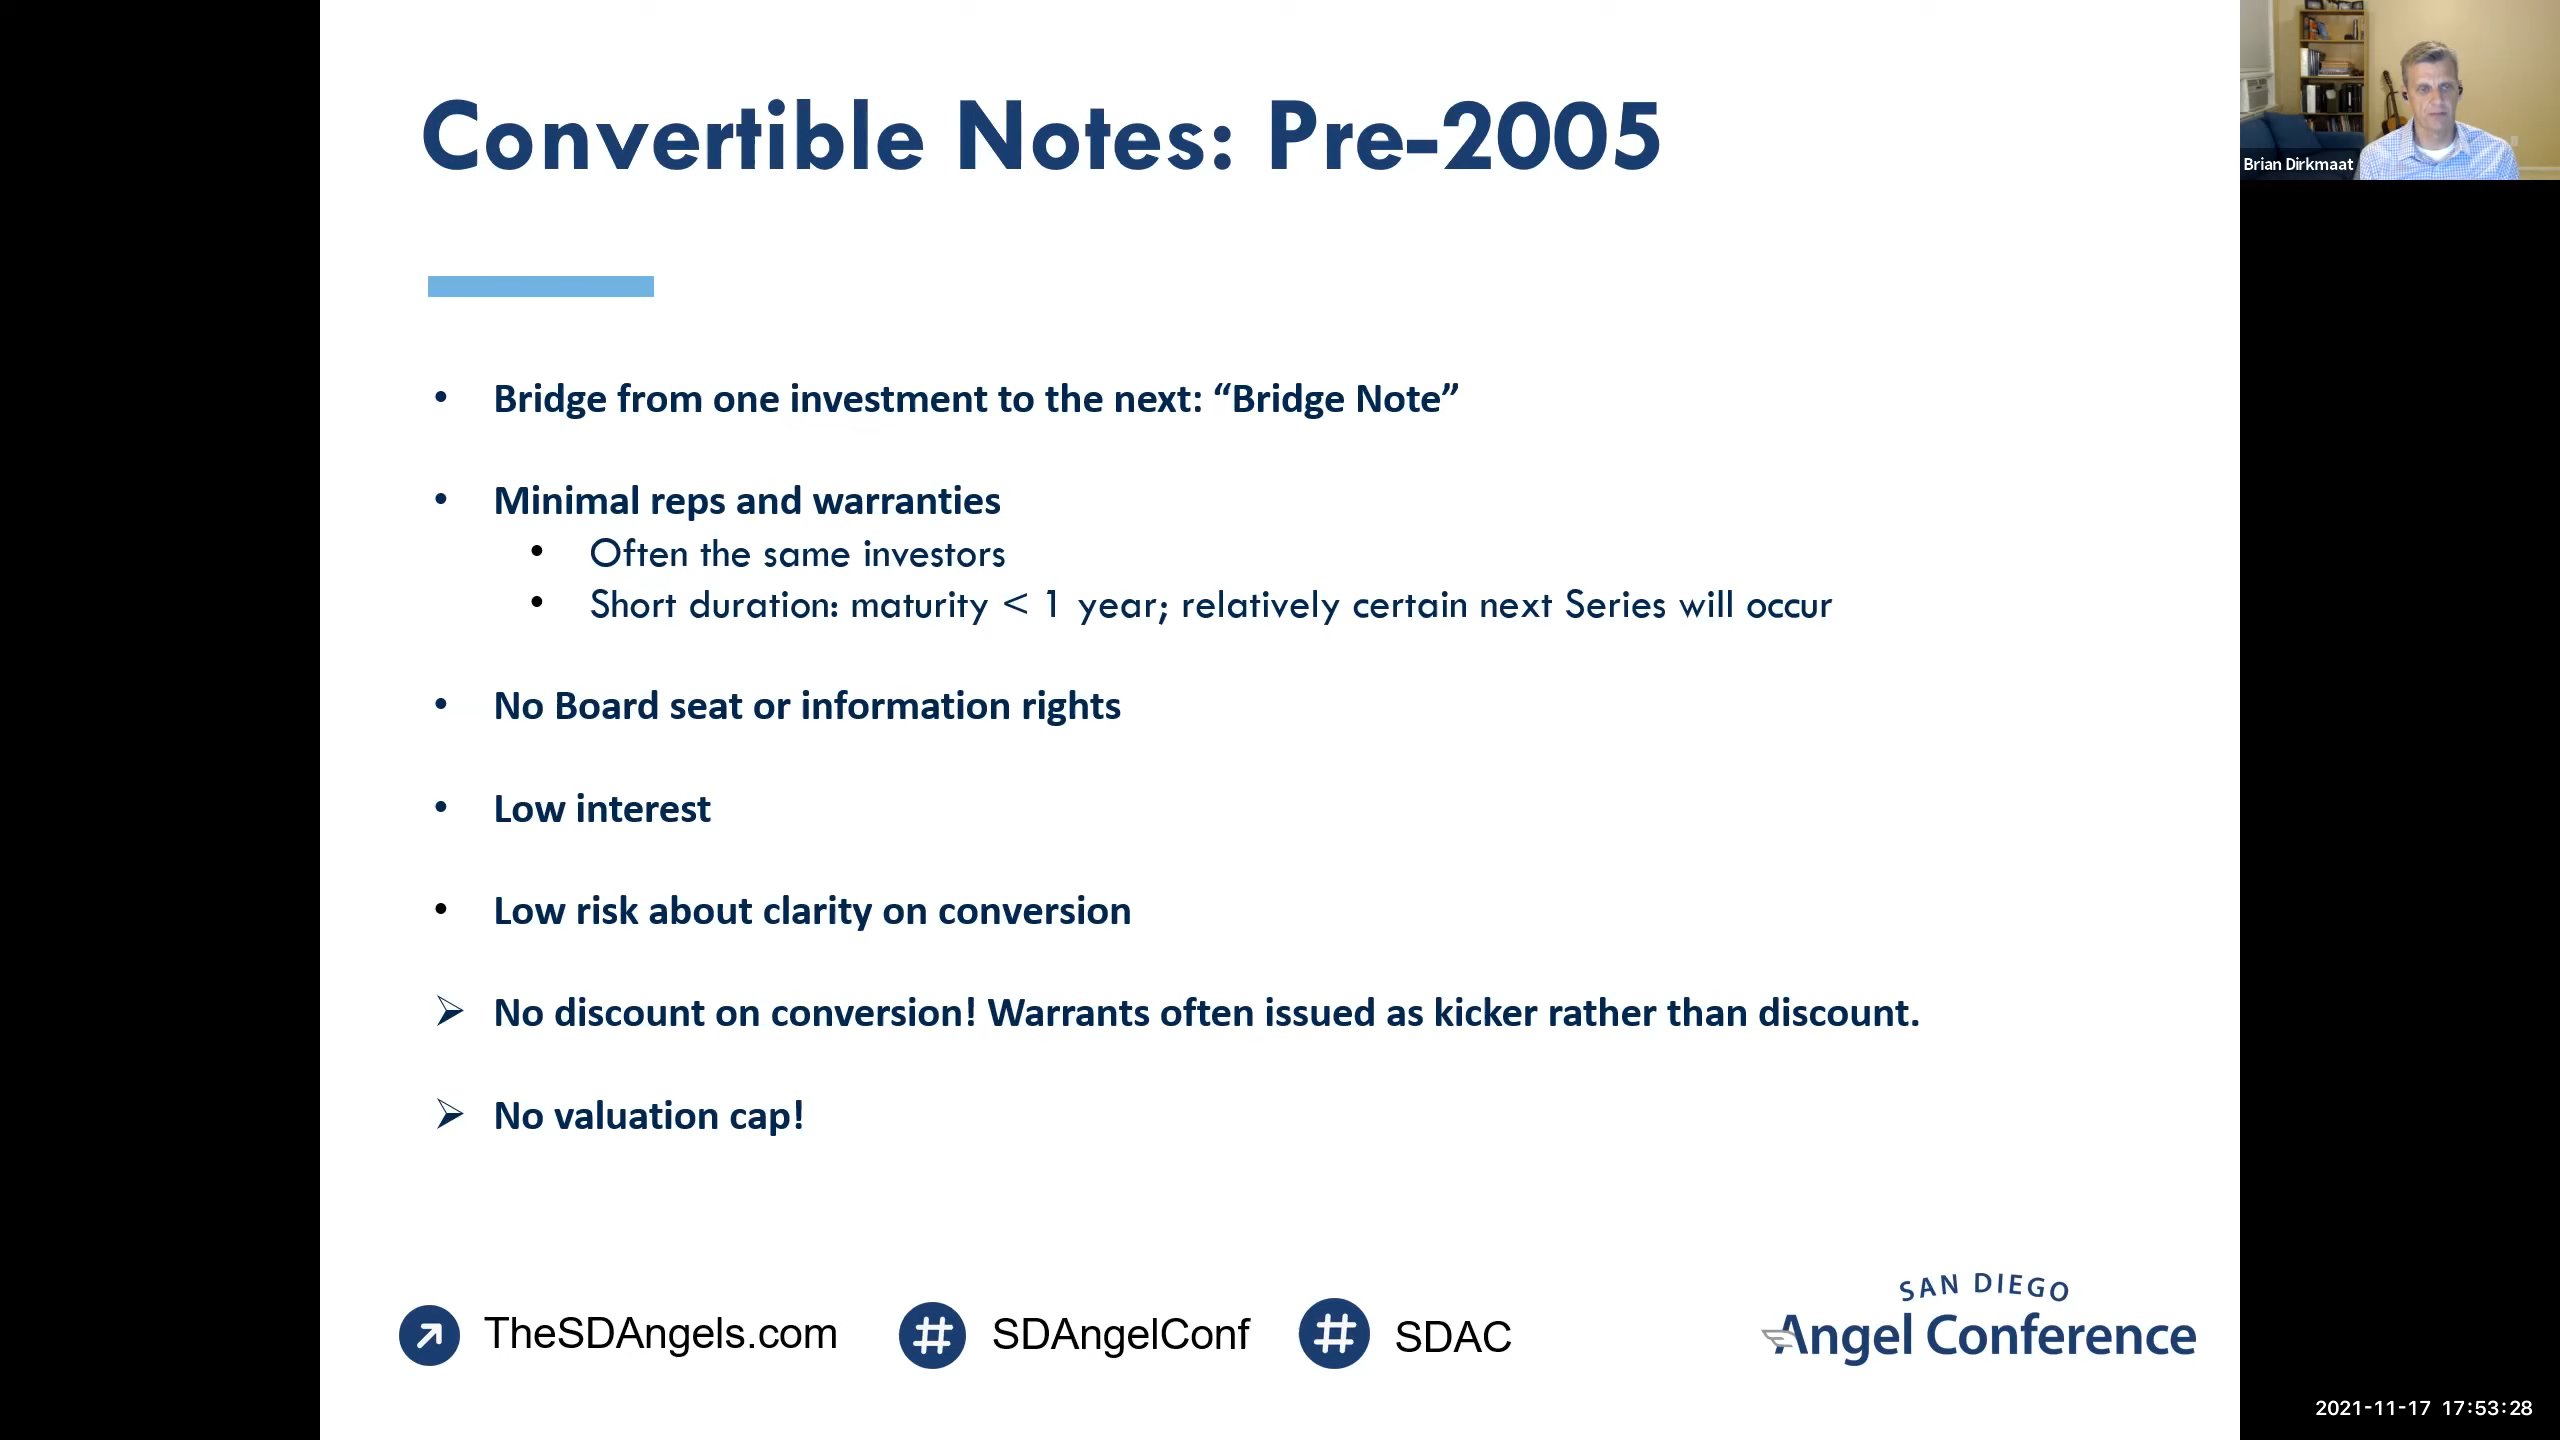 Convertible Notes: Pre-2005
Brian Dirkmaat
• Bridge from one investment to the next: “Bridge Note”
• Minimal reps and warranties
• Often the same investors
• Short duration: maturity < 1 year; relatively certain next Series will occur
• No Board seat or information rights
• Low interest
• Low risk about clarity on conversion
➢ No discount on conversion! Warrants often issued as kicker rather than discount.
➢ No valuation cap!
TheSDAngels.com
# SDAngelConf
# SDAC
SAN DIEGO
Angel Conference
2021-11-17 17:53:28